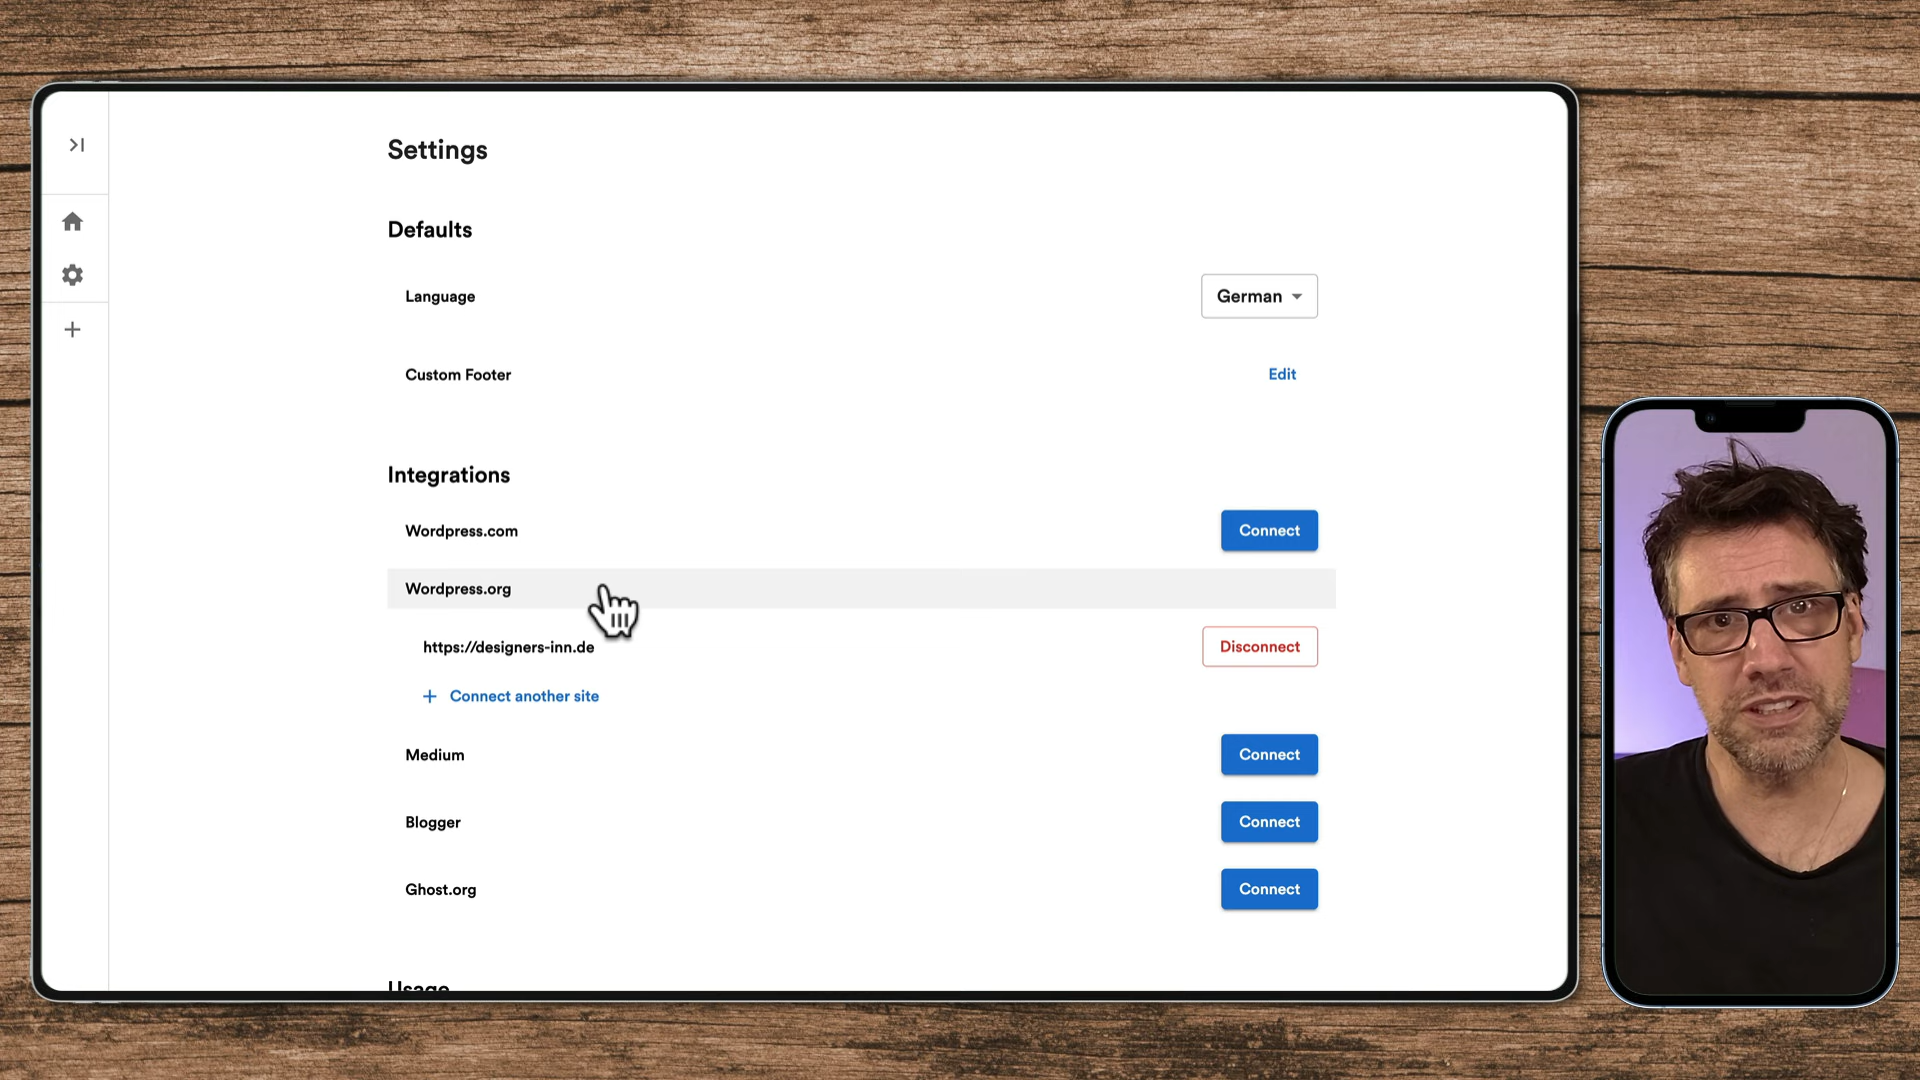 Settings
Defaults
Language
German
Custom Footer
Edit
Integrations
Wordpress.com
Connect
Wordpress.org
https://designers-inn.de
Disconnect
+ Connect another site
Medium
Connect
Blogger
Connect
Ghost.org
Connect
Usage